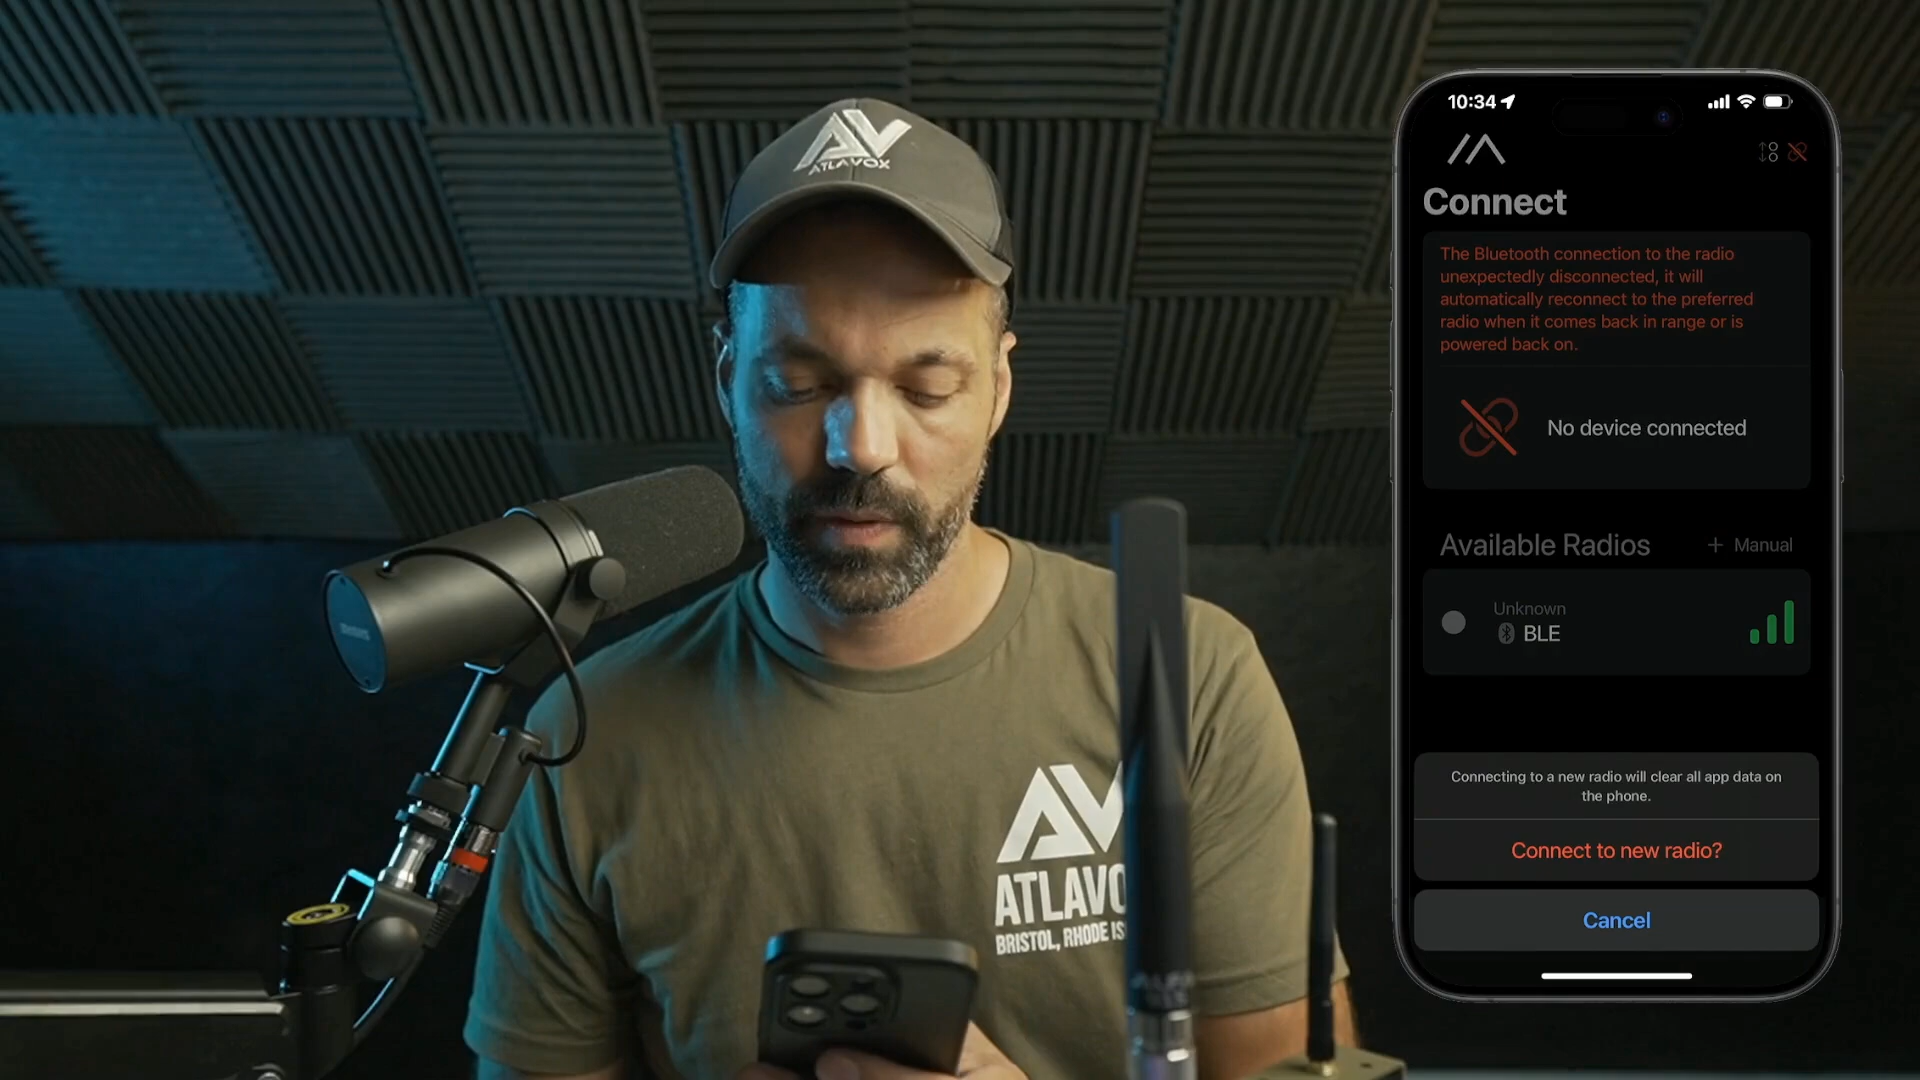 AV
ATLAVOX
AV
ATLAVO
BRISTOL, RHODE IS
10:34
Connect
The Bluetooth connection to the radio
unexpectedly disconnected, it will
automatically reconnect to the preferred
radio when it comes back in range or is
powered back on.
No device connected
Available Radios
+ Manual
Unknown
BLE
Connecting to a new radio will clear all app data on
the phone.
Connect to new radio?
Cancel